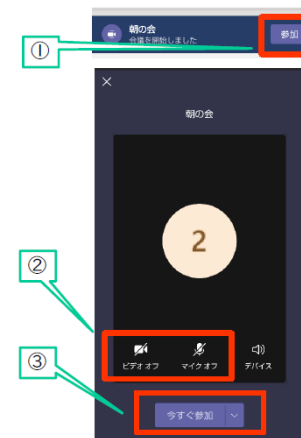 朝の会
会議を開始しました
参加
①
朝の会
2
②
ビデオ オフ
マイク オフ
デバイス
③
今すぐ参加